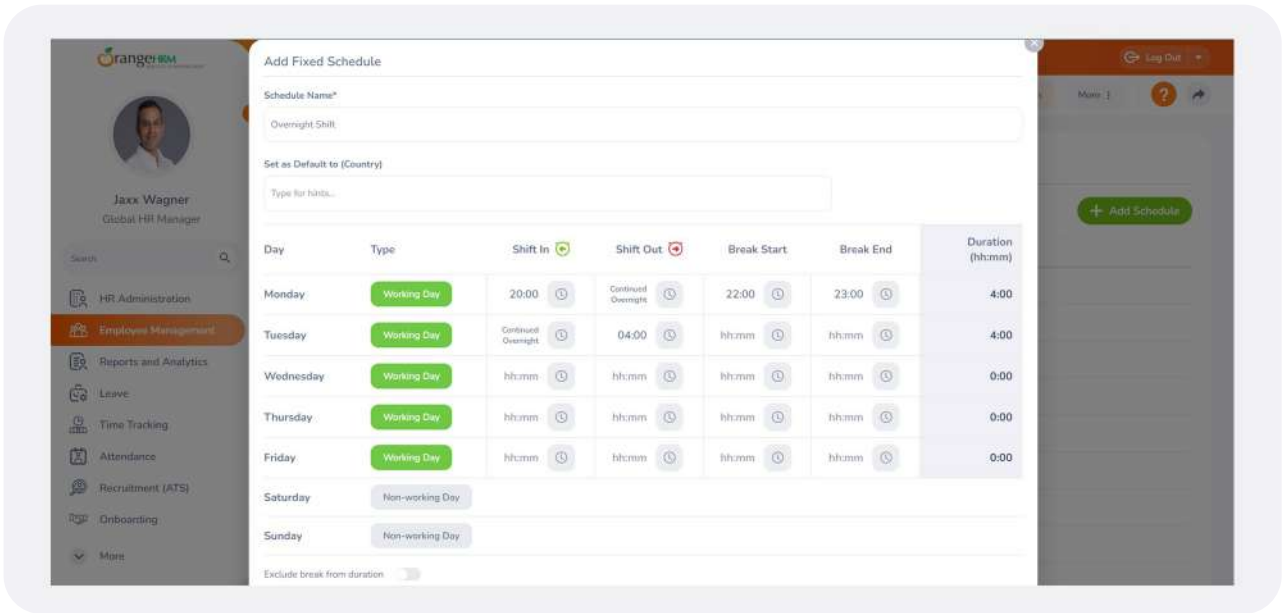 OrangeHRM
Jaxx Wagner
Global HR Manager
Search
HR Administration
Employee Management
Reports and Analytics
Leave
Time Tracking
Attendance
Recruitment (ATS)
Onboarding
More
Add Fixed Schedule
Schedule Name*
Overnight Shift
Set as Default to (Country)
Type for hints...
Day Type Shift In Shift Out Break Start Break End Duration (hh:mm)
Monday Working Day 20:00 Continued Overnight 22:00 23:00 4:00
Tuesday Working Day Continued Overnight 04:00 hh:mm hh:mm 4:00
Wednesday Working Day hh:mm hh:mm hh:mm hh:mm 0:00
Thursday Working Day hh:mm hh:mm hh:mm hh:mm 0:00
Friday Working Day hh:mm hh:mm hh:mm hh:mm 0:00
Saturday Non-working Day
Sunday Non-working Day
Exclude break from duration
Log Out
More
?
+ Add Schedule